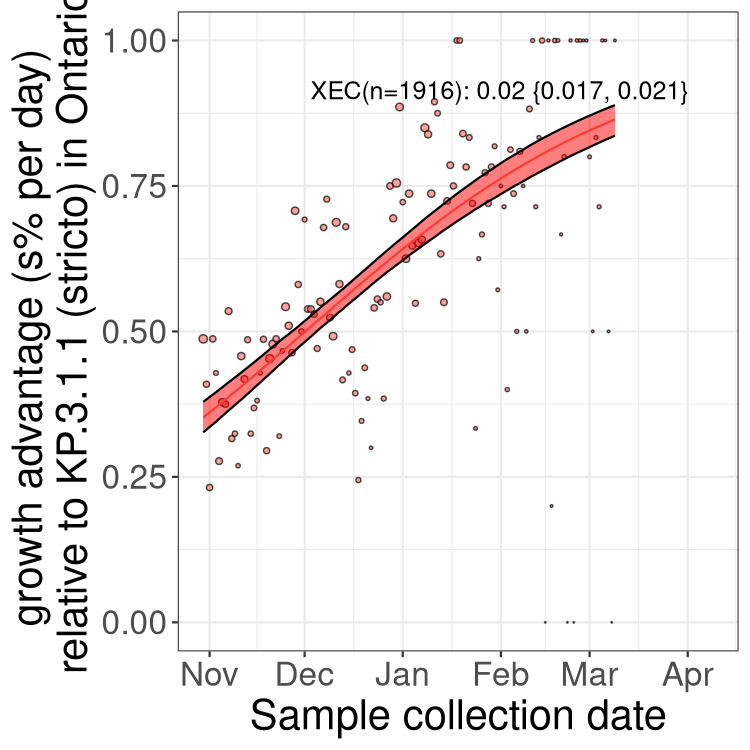 growth advantage (s% per day)
relative to KP.3.1.1 (stricto) in Ontario
1.00
0.75
0.50
0.25
0.00
XEC(n=1916): 0.02 {0.017, 0.021}
Nov Dec Jan Feb Mar Apr
Sample collection date